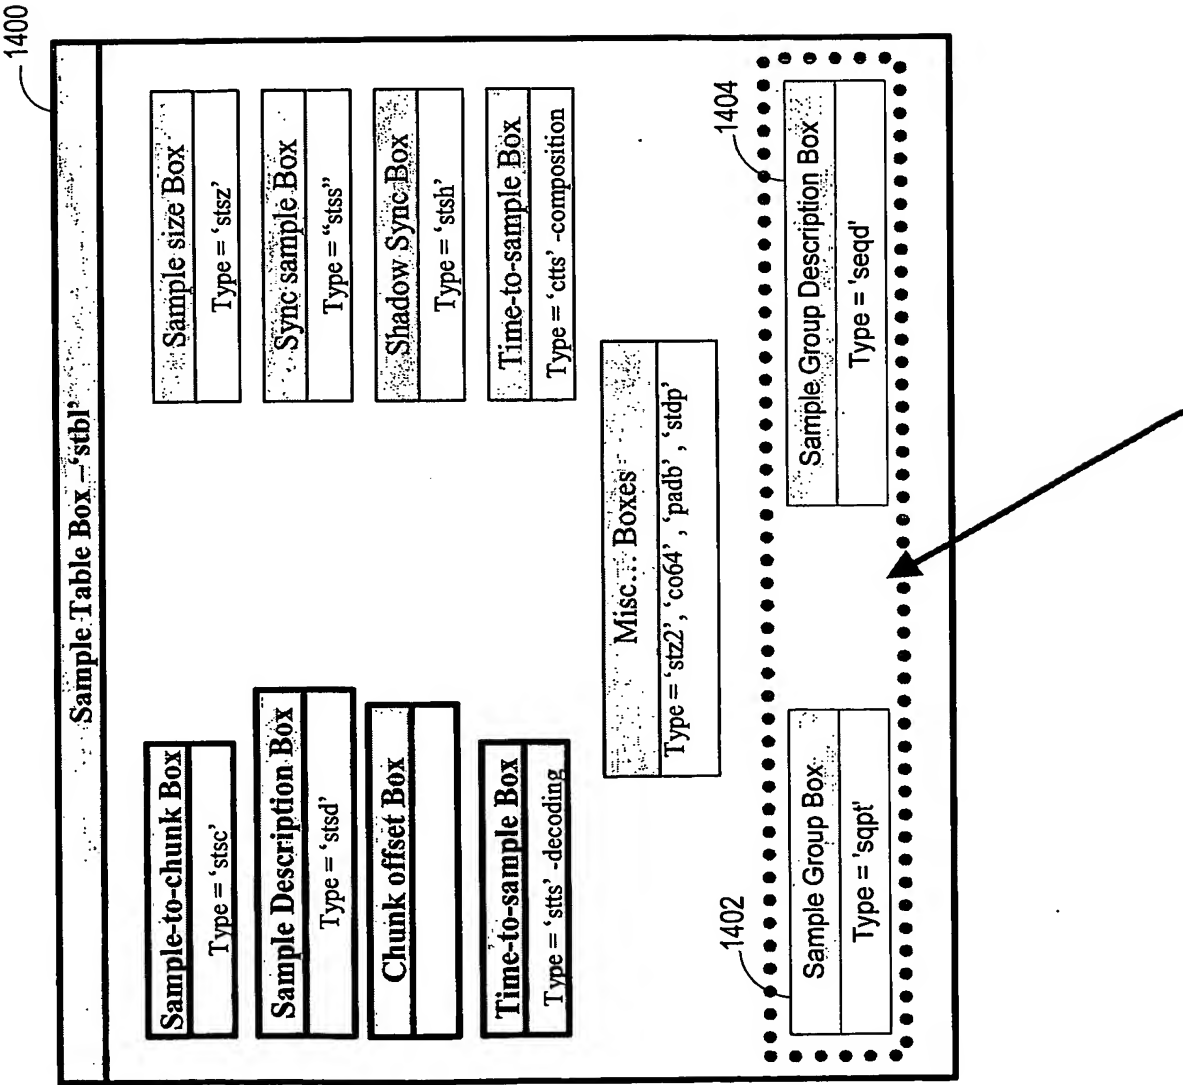 1400
Sample Table Box –‘stbl’
Sample-to-chunk Box
Type = ‘stsc’
Sample size Box
Type = ‘stsz’
Sample Description Box
Type = ‘stsd’
Sync sample Box
Type = “stss”
Chunk offset Box
Shadow Sync Box
Type = ‘stsh’
Time-to-sample Box
Type = ‘stts’ -decoding
Time-to-sample Box
Type = ‘ctts’ -composition
Misc… Boxes
Type = ‘stz2’, ‘co64’ , ‘padb’ , ‘stdp’
1402
Sample Group Box
Type = 'sqpt'
1404
Sample Group Description Box
Type = 'seqd'